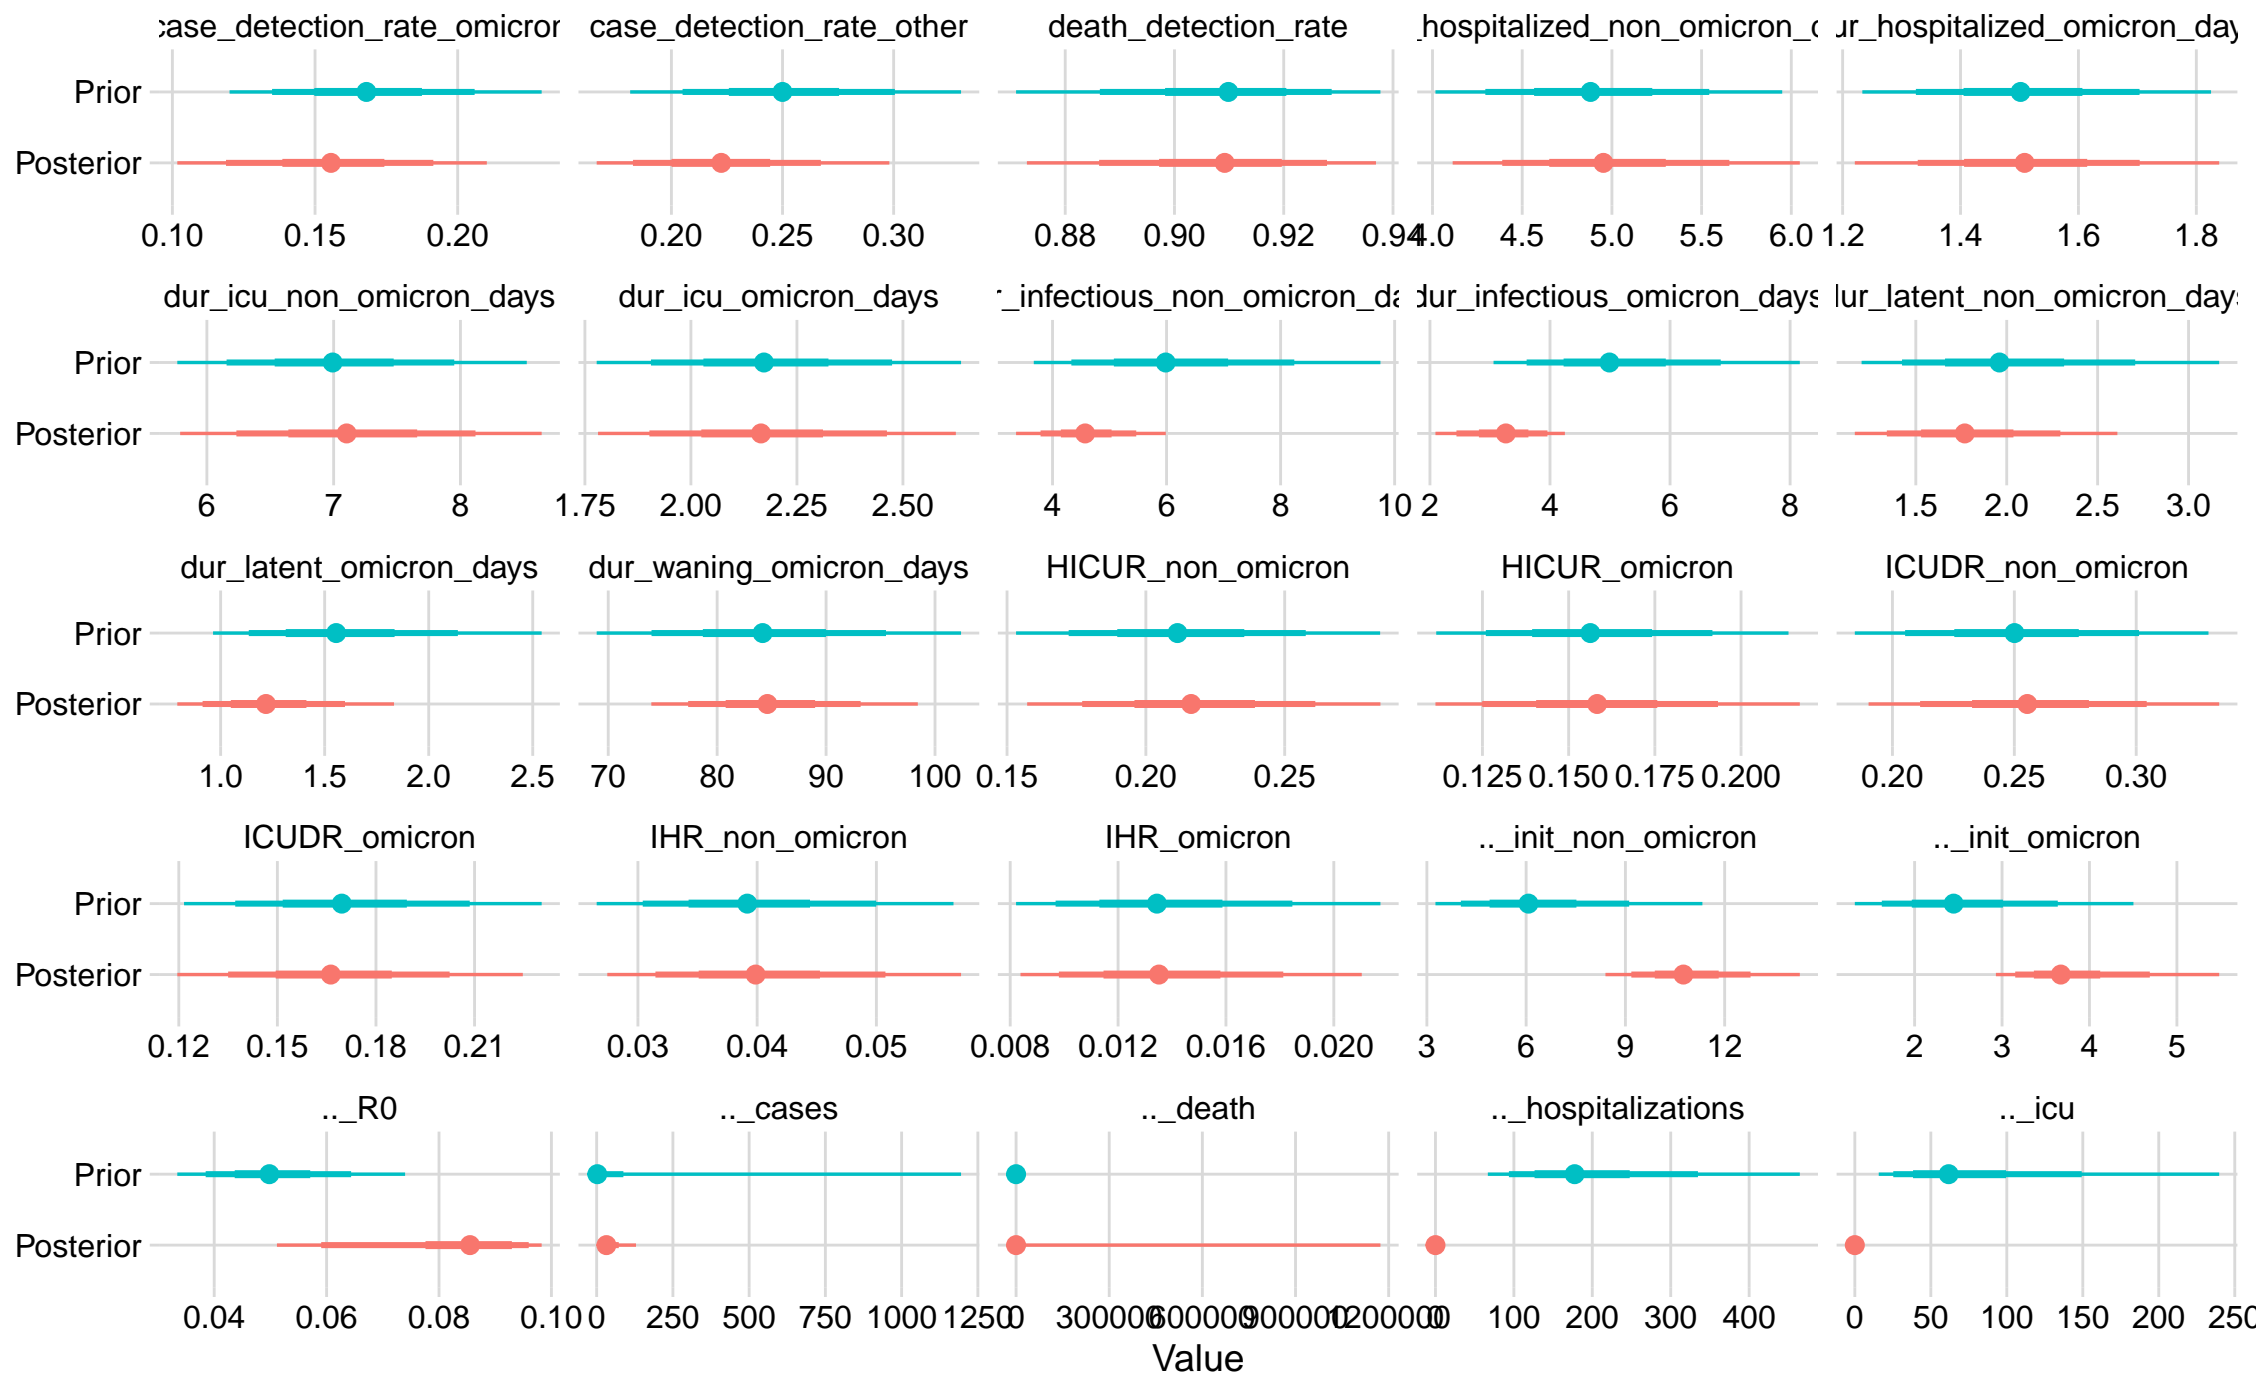 case_detection_rate_omicron case_detection_rate_other death_detection_rate _hospitalized_non_omicron_ ur_hospitalized_omicron_day
Prior
Posterior
0.10 0.15 0.20 0.20 0.25 0.30 0.88 0.90 0.92 0.94 4.0 4.5 5.0 5.5 6.0 1.2 1.4 1.6 1.8
dur_icu_non_omicron_days dur_icu_omicron_days r_infectious_non_omicron_da dur_infectious_omicron_days dur_latent_non_omicron_days
Prior
Posterior
6 7 8 1.75 2.00 2.25 2.50 4 6 8 10 2 4 6 8 1.5 2.0 2.5 3.0
dur_latent_omicron_days dur_waning_omicron_days HICUR_non_omicron HICUR_omicron ICUDR_non_omicron
Prior
Posterior
1.0 1.5 2.0 2.5 70 80 90 100 0.15 0.20 0.25 0.125 0.150 0.175 0.200 0.20 0.25 0.30
ICUDR_omicron IHR_non_omicron IHR_omicron .._init_non_omicron .._init_omicron
Prior
Posterior
0.12 0.15 0.18 0.21 0.03 0.04 0.05 0.008 0.012 0.016 0.020 3 6 9 12 2 3 4 5
.._R0 .._cases .._death .._hospitalizations .._icu
Prior
Posterior
0.04 0.06 0.08 0.10 0 250 500 750 1000 1250 0 300000 600000 900000 1200000 0 100 200 300 400 0 50 100 150 200 250
Value